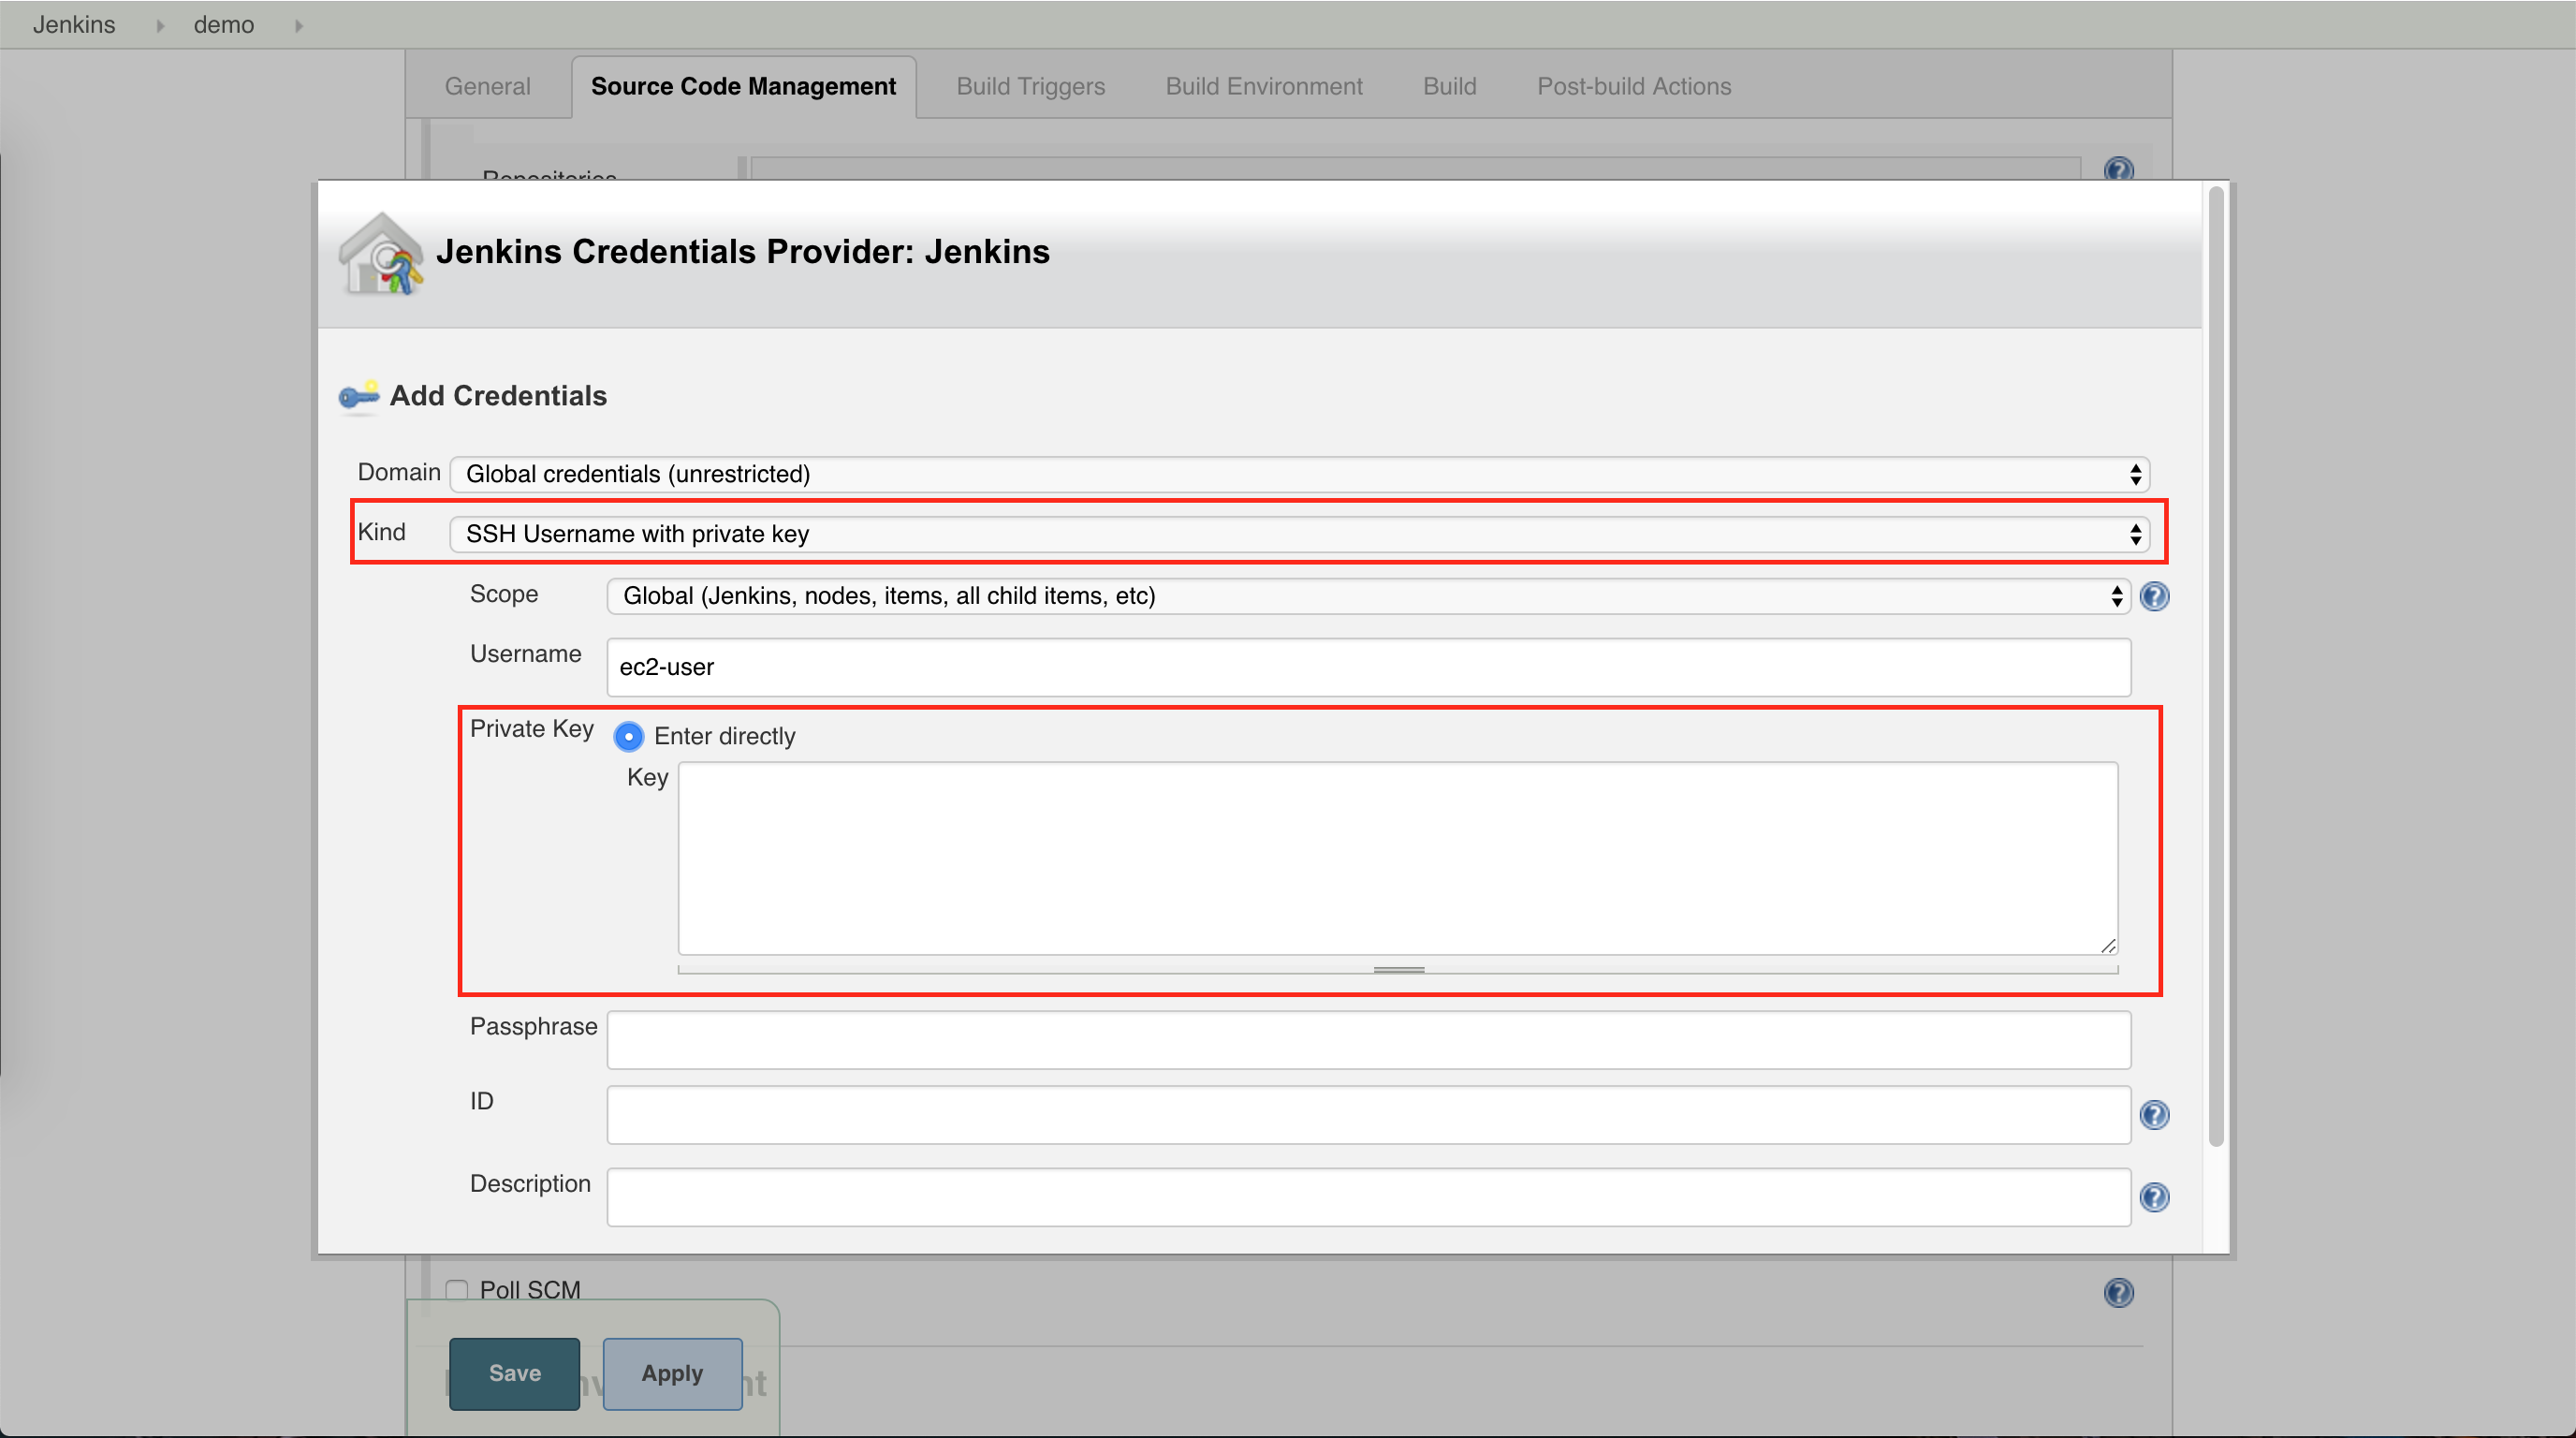 Jenkins demo
General Source Code Management Build Triggers Build Environment Build Post-build Actions
Repositories
Jenkins Credentials Provider: Jenkins
Add Credentials
Domain Global credentials (unrestricted)
Kind SSH Username with private key
Scope Global (Jenkins, nodes, items, all child items, etc)
Username ec2-user
Private Key Enter directly
Key
Passphrase
ID
Description
Poll SCM
Save Apply